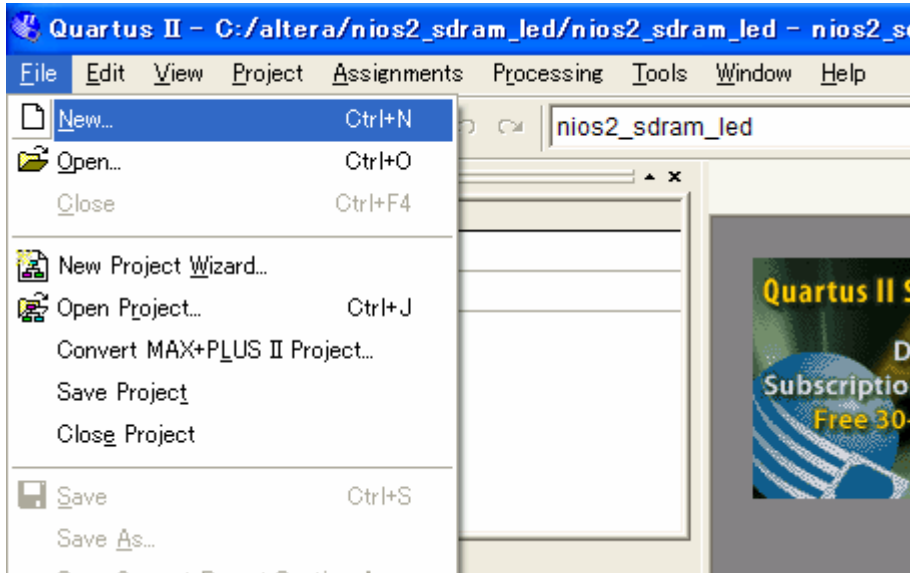 Quartus II - C:/altera/nios2_sdram_led/nios2_sdram_led - nios2_s
File Edit View Project Assignments Processing Tools Window Help
New... Ctrl+N
nios2_sdram_led
Open... Ctrl+O
Close Ctrl+F4
New Project Wizard...
Open Project... Ctrl+J
Convert MAX+PLUS II Project...
Save Project
Close Project
Save Ctrl+S
Save As...
Quartus II S
D
Subscriptio
Free 30-